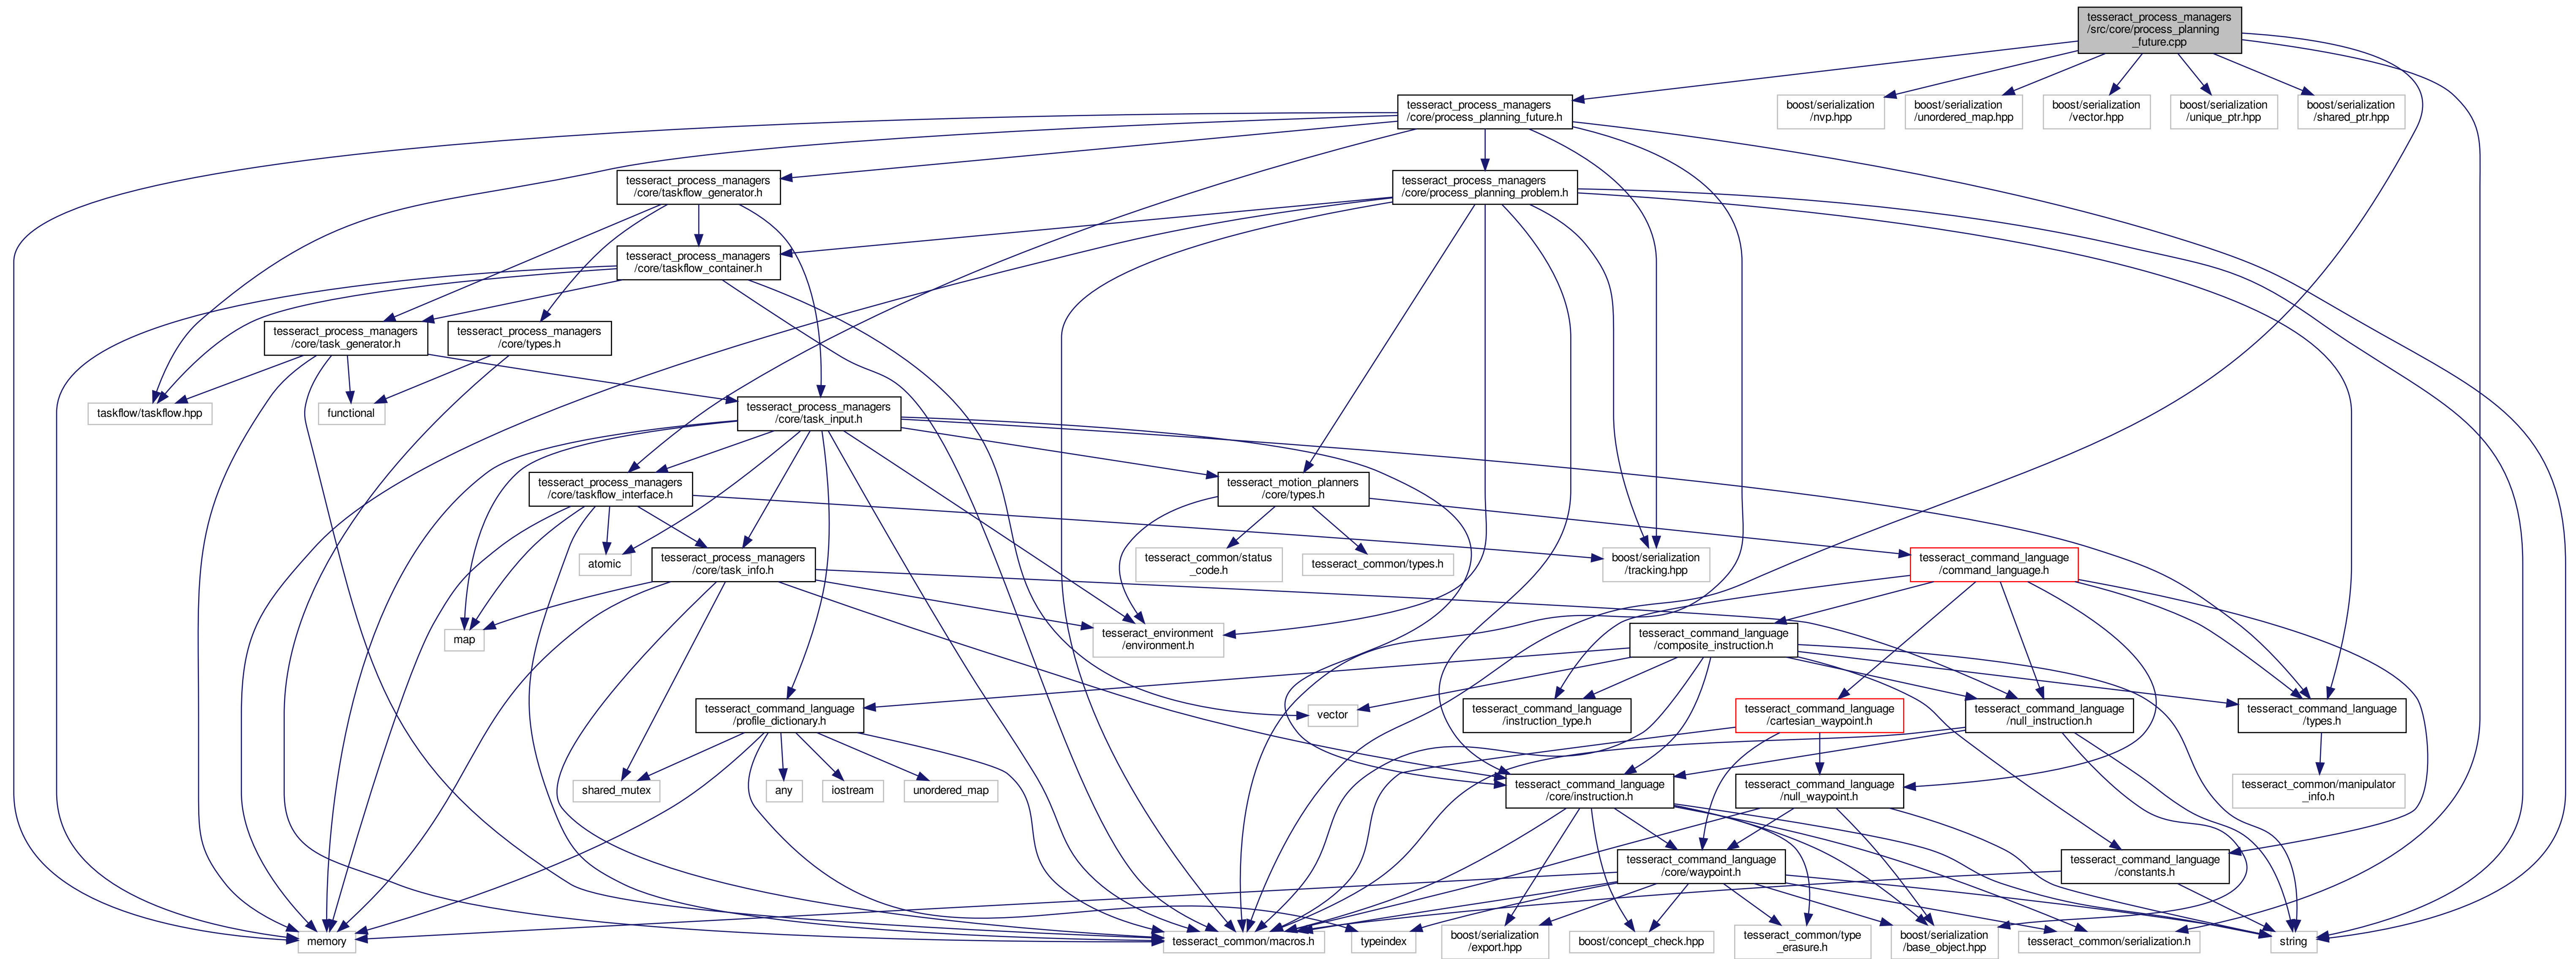 tesseract_process_managers
/src/core/process_planning
_future.cpp
tesseract_process_managers
/core/process_planning_future.h
boost/serialization
/nvp.hpp
boost/serialization
/unordered_map.hpp
boost/serialization
/vector.hpp
boost/serialization
/unique_ptr.hpp
boost/serialization
/shared_ptr.hpp
tesseract_process_managers
/core/taskflow_generator.h
tesseract_process_managers
/core/process_planning_problem.h
tesseract_process_managers
/core/taskflow_container.h
tesseract_process_managers
/core/task_generator.h
tesseract_process_managers
/core/types.h
taskflow/taskflow.hpp
functional
tesseract_process_managers
/core/task_input.h
tesseract_process_managers
/core/taskflow_interface.h
tesseract_motion_planners
/core/types.h
atomic
tesseract_process_managers
/core/task_info.h
tesseract_common/status
_code.h
tesseract_common/types.h
boost/serialization
/tracking.hpp
tesseract_command_language
/command_language.h
map
tesseract_environment
/environment.h
tesseract_command_language
/composite_instruction.h
tesseract_command_language
/profile_dictionary.h
vector
tesseract_command_language
/instruction_type.h
tesseract_command_language
/cartesian_waypoint.h
tesseract_command_language
/null_instruction.h
tesseract_command_language
/types.h
shared_mutex
any
iostream
unordered_map
tesseract_command_language
/core/instruction.h
tesseract_command_language
/null_waypoint.h
tesseract_common/manipulator
_info.h
tesseract_command_language
/core/waypoint.h
tesseract_command_language
/constants.h
memory
tesseract_common/macros.h
typeindex
boost/serialization
/export.hpp
boost/concept_check.hpp
tesseract_common/type
_erasure.h
boost/serialization
/base_object.hpp
tesseract_common/serialization.h
string